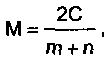 M = 2C / (m + n),